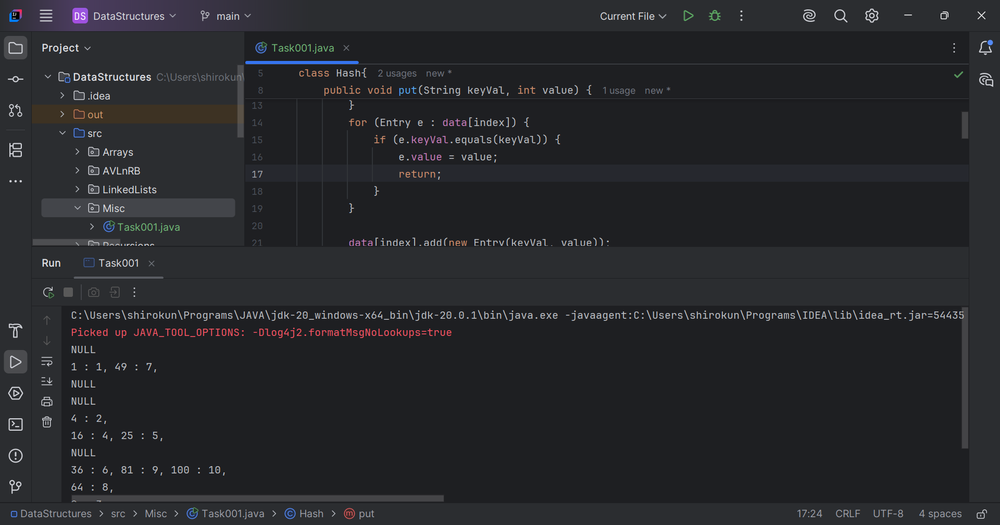 DS DataStructures main Current File
Project
DataStructures C:\Users\shirokun\
.idea
out
src
Arrays
AVLnRB
LinkedLists
Misc
Task001.java
Recursions
Task001.java
5 class Hash{ 2 usages new *
8 public void put(String keyVal, int value) { 1 usage new *
13 }
14 for (Entry e : data[index]) {
15 if (e.keyVal.equals(keyVal)) {
16 e.value = value;
17 return;
18 }
19 }
20
21 data[index].add(new Entry(keyVal, value));
Run Task001
C:\Users\shirokun\Programs\JAVA\jdk-20_windows-x64_bin\jdk-20.0.1\bin\java.exe -javaagent:C:\Users\shirokun\Programs\IDEA\lib\idea_rt.jar=54435
Picked up JAVA_TOOL_OPTIONS: -Dlog4j2.formatMsgNoLookups=true
NULL
1 : 1, 49 : 7,
NULL
NULL
4 : 2,
16 : 4, 25 : 5,
NULL
36 : 6, 81 : 9, 100 : 10,
64 : 8,
DataStructures > src > Misc > Task001.java > Hash > put 17:24 CRLF UTF-8 4 spaces